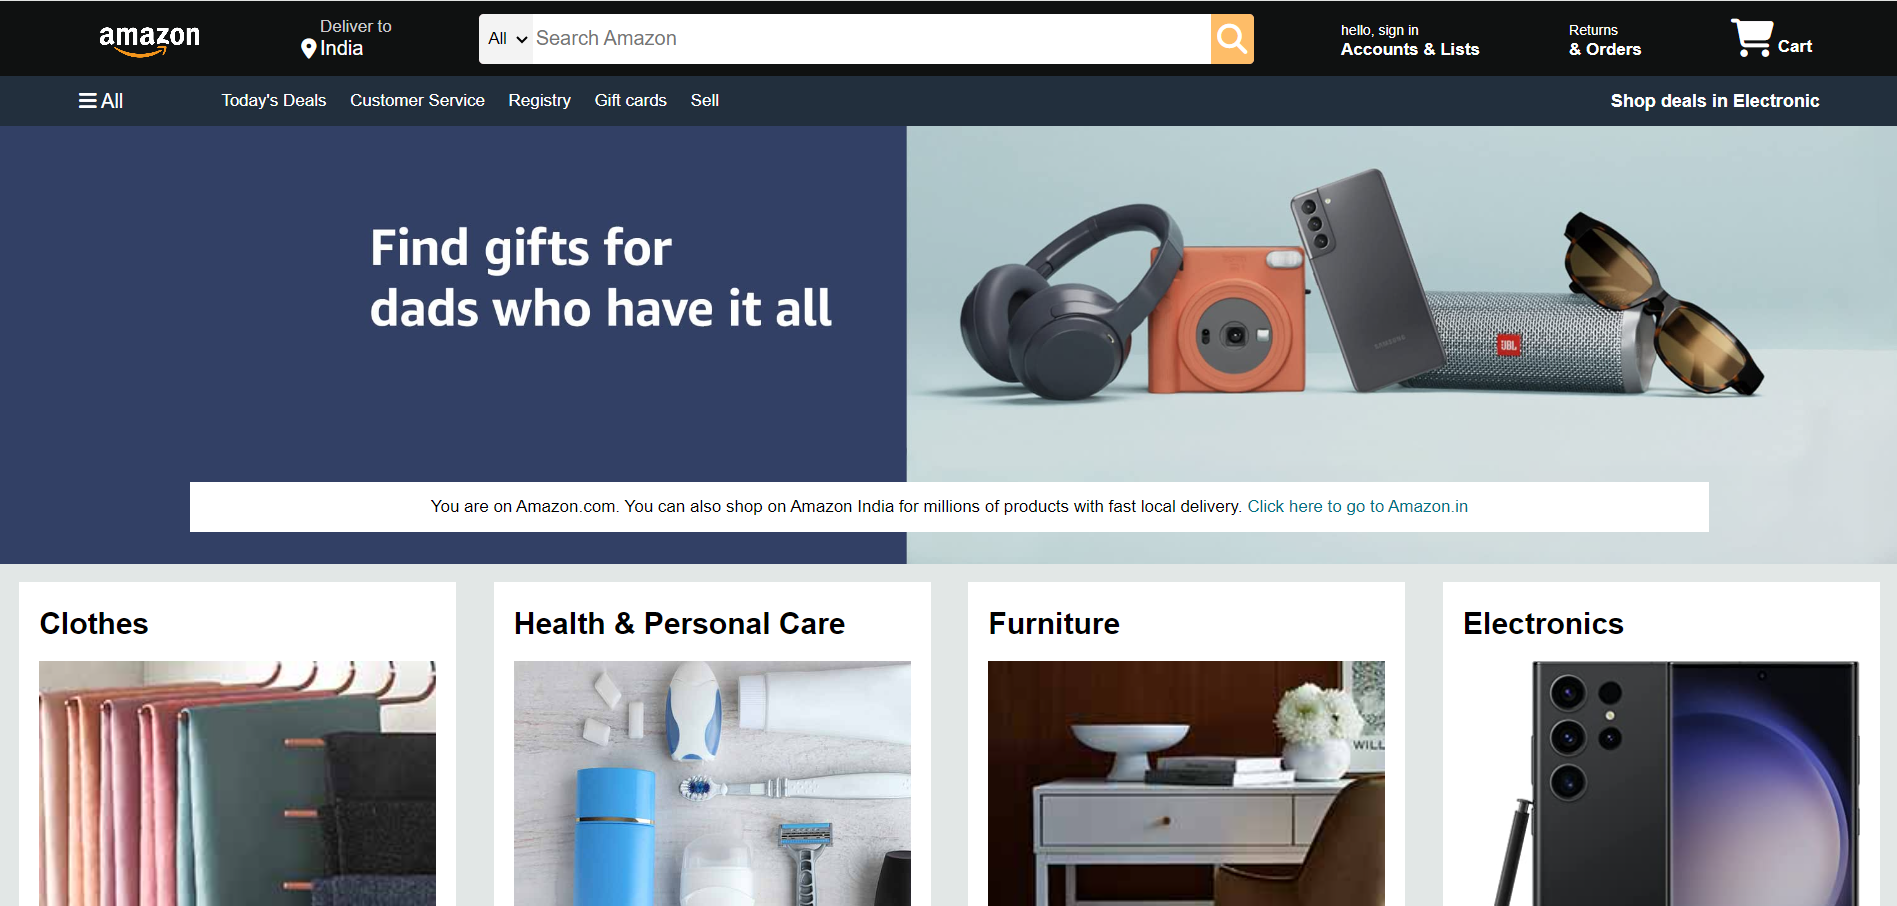 amazon
Deliver to
India
All
Search Amazon
hello, sign in
Accounts & Lists
Returns
& Orders
Cart
All
Today's Deals
Customer Service
Registry
Gift cards
Sell
Shop deals in Electronic
Find gifts for
dads who have it all
SAMSUNG
JBL
You are on Amazon.com. You can also shop on Amazon India for millions of products with fast local delivery. Click here to go to Amazon.in
Clothes
Health & Personal Care
Furniture
Electronics
WILL